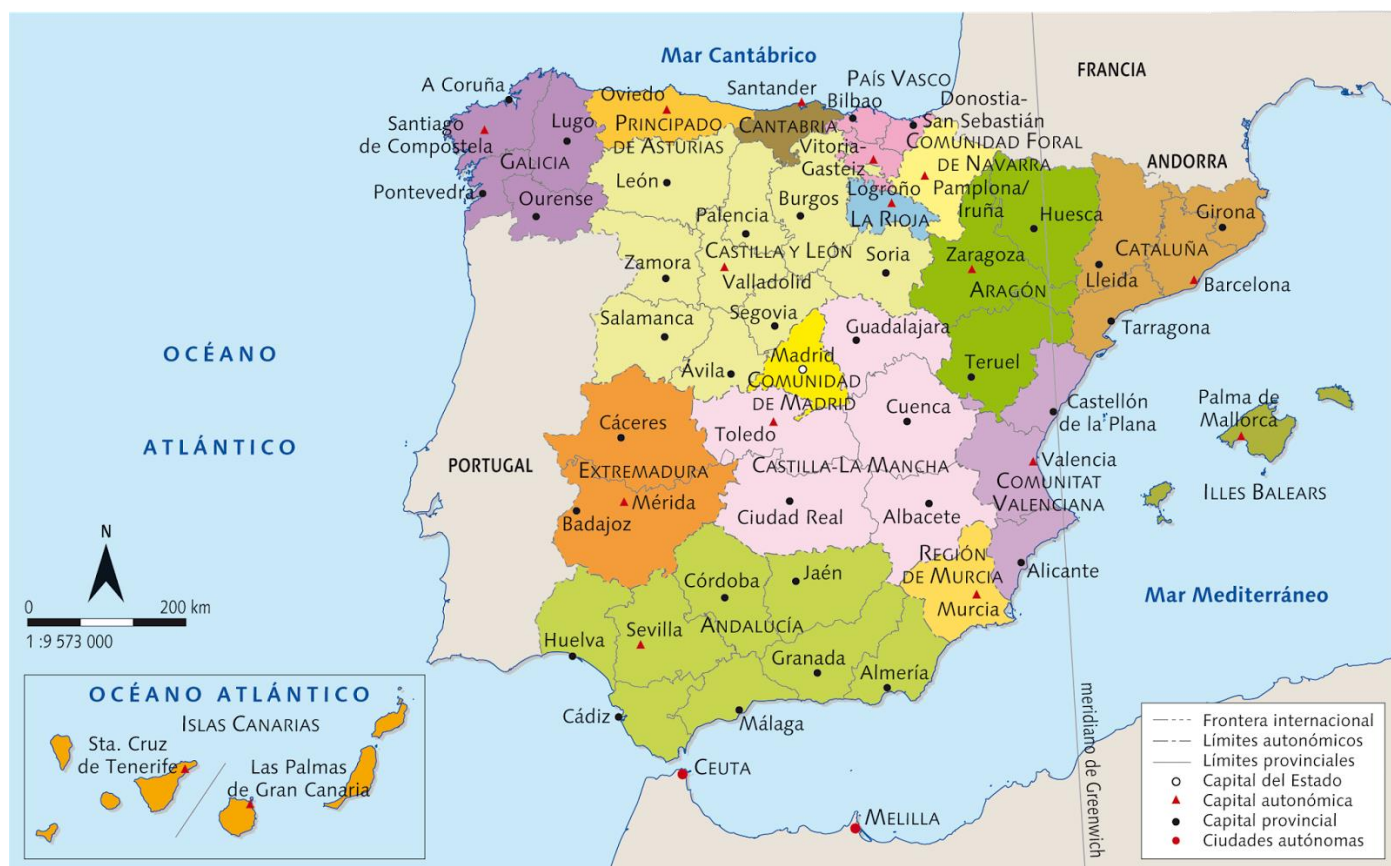 Mar Cantábrico
FRANCIA
ANDORRA
PORTUGAL
OCÉANO
ATLÁNTICO
Mar Mediterráneo
A Coruña
Santiago
de Compostela
Lugo
GALICIA
Pontevedra
Ourense
Oviedo
PRINCIPADO
DE ASTURIAS
Santander
CANTABRIA
PAÍS VASCO
Bilbao
Donostia-
San Sebastián
Vitoria-
Gasteiz
COMUNIDAD FORAL
DE NAVARRA
Pamplona/
Iruña
Logroño
LA RIOJA
León
Palencia
Burgos
CASTILLA Y LEÓN
Zamora
Valladolid
Soria
Salamanca
Segovia
Ávila
Huesca
Zaragoza
ARAGÓN
Teruel
Girona
CATALUÑA
Lleida
Barcelona
Tarragona
Madrid
COMUNIDAD
DE MADRID
Guadalajara
Cuenca
Toledo
CASTILLA-LA MANCHA
Ciudad Real
Albacete
Cáceres
EXTREMADURA
Mérida
Badajoz
Castellón
de la Plana
Valencia
COMUNITAT
VALENCIANA
Alicante
Palma de
Mallorca
ILLES BALEARS
REGIÓN
DE MURCIA
Murcia
Córdoba
Jaén
Huelva
Sevilla
ANDALUCÍA
Granada
Almería
Cádiz
Málaga
CEUTA
MELILLA
meridiano de Greenwich
N
0 200 km
1 :9 573 000
OCÉANO ATLÁNTICO
ISLAS CANARIAS
Sta. Cruz
de Tenerife
Las Palmas
de Gran Canaria
Frontera internacional
Límites autonómicos
Límites provinciales
Capital del Estado
Capital autonómica
Capital provincial
Ciudades autónomas